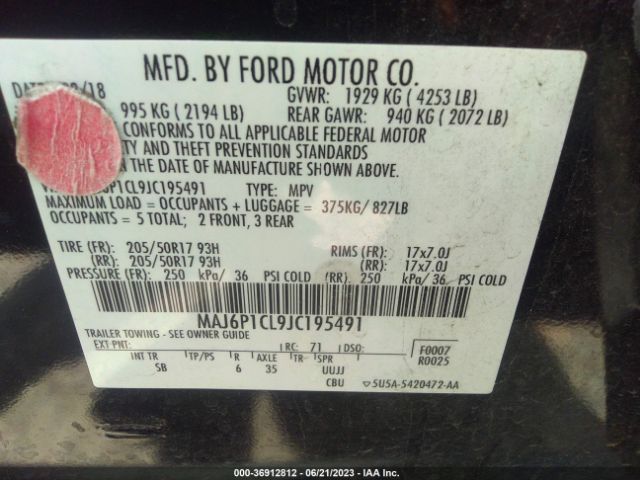 MFD. BY FORD MOTOR CO.
GVWR: 1929 KG ( 4253 LB)
995 KG ( 2194 LB)
REAR GAWR: 940 KG ( 2072 LB)
CONFORMS TO ALL APPLICABLE FEDERAL MOTOR
TY AND THEFT PREVENTION STANDARDS
IN THE DATE OF MANUFACTURE SHOWN ABOVE.
P1CL9JC195491 TYPE: MPV
MAXIMUM LOAD = OCCUPANTS + LUGGAGE = 375KG/ 827LB
OCCUPANTS = 5 TOTAL; 2 FRONT, 3 REAR
TIRE (FR): 205/50R17 93H RIMS (FR): 17x7.0J
(RR): 205/50R17 93H (RR): 17x7.0J
PRESSURE (FR): 250 kPa/ 36 PSI COLD (RR): 250 kPa/ 36 PSI COLD
MAJ6P1CL9JC195491
TRAILER TOWING - SEE OWNER GUIDE
EXT PNT: RC: 71 DSO: F0007
R0025
INT TR TP/PS R AXLE TR SPR
SB 6 35 UUJJ
CBU 5U5A-5420472-AA
000-36912812 - 06/21/2023 - IAA Inc.